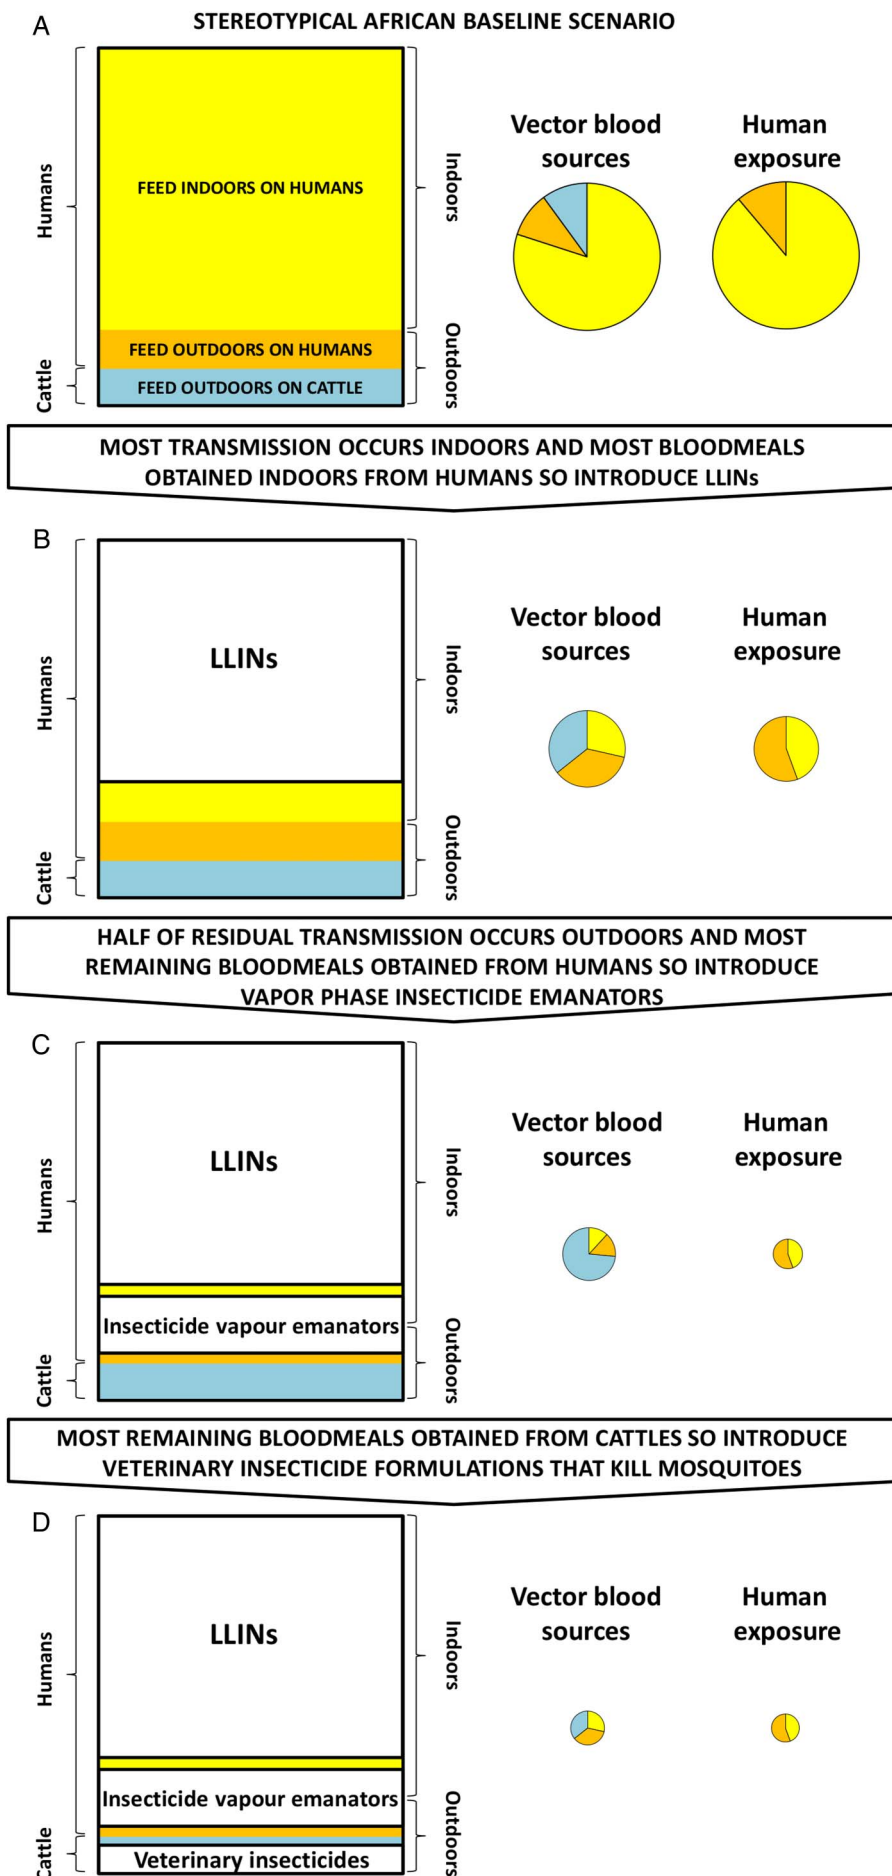 A
STEREOTYPICAL AFRICAN BASELINE SCENARIO
Humans
Cattle
FEED INDOORS ON HUMANS
FEED OUTDOORS ON HUMANS
FEED OUTDOORS ON CATTLE
Indoors
Outdoors
Vector blood
sources
Human
exposure
MOST TRANSMISSION OCCURS INDOORS AND MOST BLOODMEALS
OBTAINED INDOORS FROM HUMANS SO INTRODUCE LLINs
B
Humans
Cattle
LLINs
Indoors
Outdoors
Vector blood
sources
Human
exposure
HALF OF RESIDUAL TRANSMISSION OCCURS OUTDOORS AND MOST
REMAINING BLOODMEALS OBTAINED FROM HUMANS SO INTRODUCE
VAPOR PHASE INSECTICIDE EMANATORS
C
Humans
Cattle
LLINs
Insecticide vapour emanators
Indoors
Outdoors
Vector blood
sources
Human
exposure
MOST REMAINING BLOODMEALS OBTAINED FROM CATTLES SO INTRODUCE
VETERINARY INSECTICIDE FORMULATIONS THAT KILL MOSQUITOES
D
Humans
Cattle
LLINs
Insecticide vapour emanators
Veterinary insecticides
Indoors
Outdoors
Vector blood
sources
Human
exposure